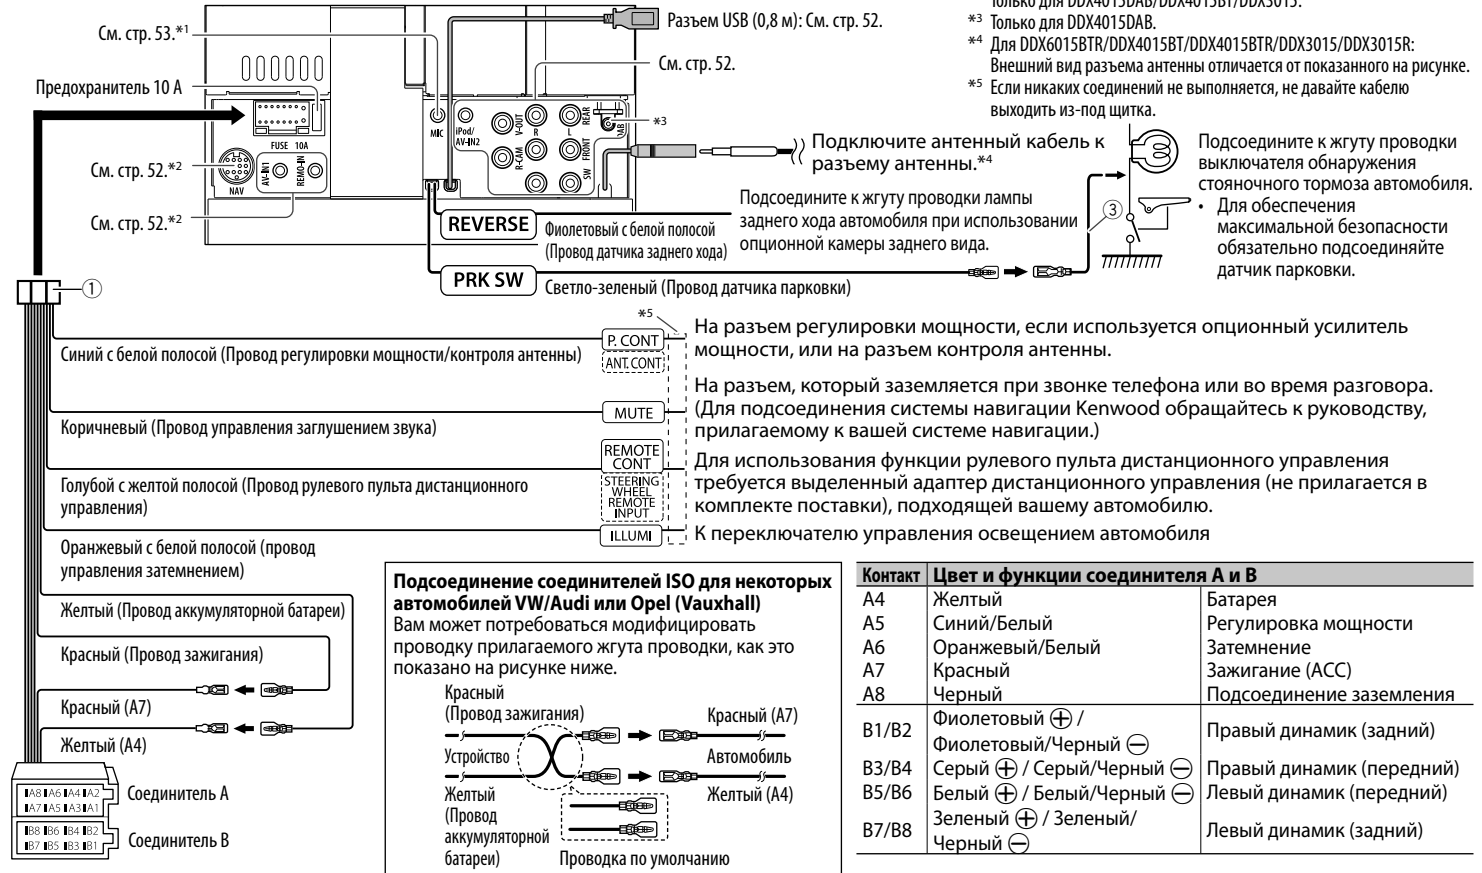 Только для DDX4015DAB/DDX4015BT/DDX3015.
*3 Только для DDX4015DAB.
*4 Для DDX6015BTR/DDX4015BT/DDX4015BTR/DDX3015/DDX3015R:
Внешний вид разъема антенны отличается от показанного на рисунке.
*5 Если никаких соединений не выполняется, не давайте кабелю
выходить из-под щитка.
Разъем USB (0,8 м): См. стр. 52.
См. стр. 53.*1
См. стр. 52.
Предохранитель 10 А
FUSE 10A
MIC
iPod/
AV-IN2
V-OUT
R-CAM
R
L
REAR
FRONT
SW
DAB
*3
См. стр. 52.*2
NAV
AV-IN1
REMO-IN
См. стр. 52.*2
Подключите антенный кабель к
разъему антенны.*4
REVERSE
Фиолетовый с белой полосой
(Провод датчика заднего хода)
Подсоедините к жгуту проводки лампы
заднего хода автомобиля при использовании
опционной камеры заднего вида.
PRK SW
Светло-зеленый (Провод датчика парковки)
3
Подсоедините к жгуту проводки
выключателя обнаружения
стояночного тормоза автомобиля.
• Для обеспечения
максимальной безопасности
обязательно подсоединяйте
датчик парковки.
1
*5
Синий с белой полосой (Провод регулировки мощности/контроля антенны)
P. CONT
ANT. CONT
На разъем регулировки мощности, если используется опционный усилитель
мощности, или на разъем контроля антенны.
Коричневый (Провод управления заглушением звука)
MUTE
На разъем, который заземляется при звонке телефона или во время разговора.
(Для подсоединения системы навигации Kenwood обращайтесь к руководству,
прилагаемому к вашей системе навигации.)
Голубой с желтой полосой (Провод рулевого пульта дистанционного
управления)
REMOTE
CONT
STEERING
WHEEL
REMOTE
INPUT
Для использования функции рулевого пульта дистанционного управления
требуется выделенный адаптер дистанционного управления (не прилагается в
комплекте поставки), подходящей вашему автомобилю.
Оранжевый с белой полосой (провод
управления затемнением)
ILLUMI
К переключателю управления освещением автомобиля
Желтый (Провод аккумуляторной батареи)
Красный (Провод зажигания)
Красный (A7)
Желтый (A4)
A8 A6 A4 A2
A7 A5 A3 A1
Соединитель A
B8 B6 B4 B2
B7 B5 B3 B1
Соединитель B
Подсоединение соединителей ISO для некоторых
автомобилей VW/Audi или Opel (Vauxhall)
Вам может потребоваться модифицировать
проводку прилагаемого жгута проводки, как это
показано на рисунке ниже.
Красный
(Провод зажигания)
Красный (A7)
Устройство
Автомобиль
Желтый
(Провод
аккумуляторной
батареи)
Желтый (A4)
Проводка по умолчанию
Контакт Цвет и функции соединителя A и B
A4 Желтый Батарея
A5 Синий/Белый Регулировка мощности
A6 Оранжевый/Белый Затемнение
A7 Красный Зажигание (ACC)
A8 Черный Подсоединение заземления
B1/B2 Фиолетовый ⊕ /
Фиолетовый/Черный ⊖ Правый динамик (задний)
B3/B4 Серый ⊕ / Серый/Черный ⊖ Правый динамик (передний)
B5/B6 Белый ⊕ / Белый/Черный ⊖ Левый динамик (передний)
B7/B8 Зеленый ⊕ / Зеленый/
Черный ⊖ Левый динамик (задний)